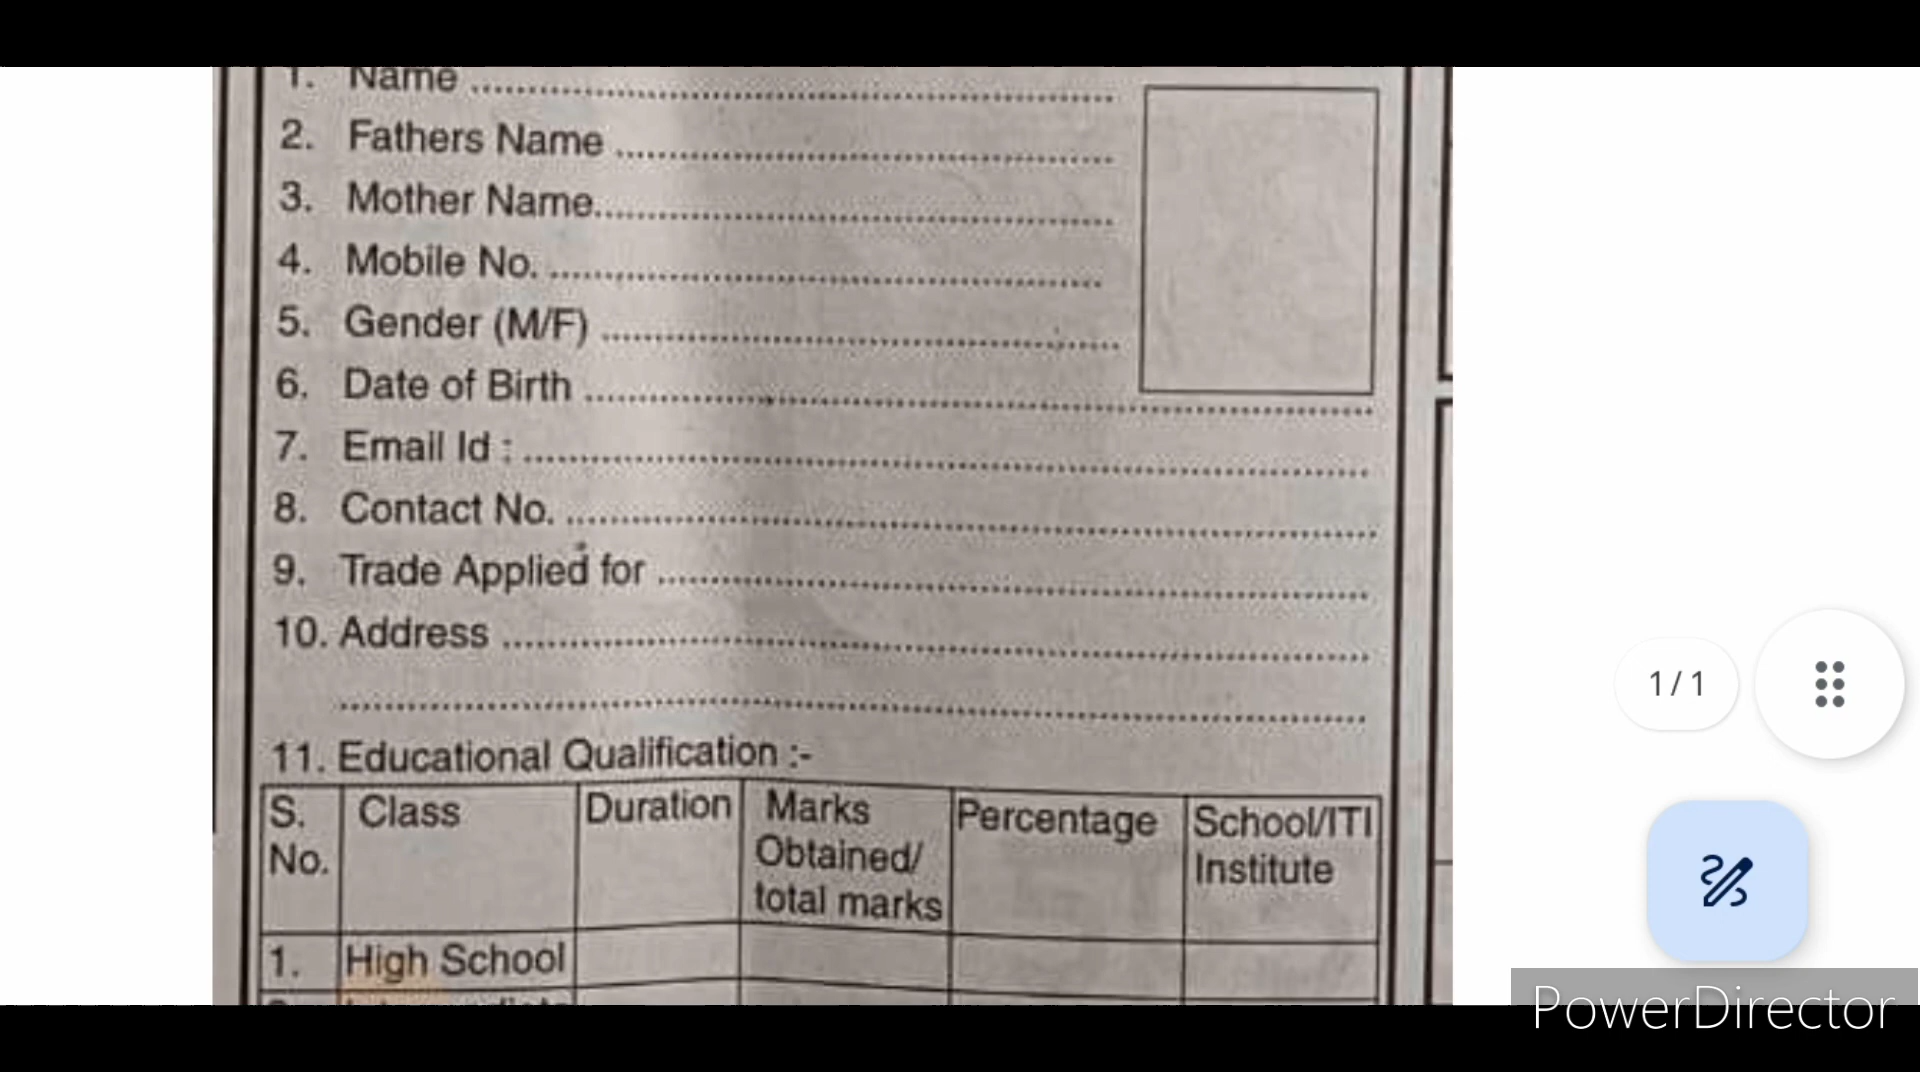 1. Name ........................................
2. Fathers Name ........................................
3. Mother Name........................................
4. Mobile No. ........................................
5. Gender (M/F) ........................................
6. Date of Birth ........................................
7. Email Id : ........................................
8. Contact No. ........................................
9. Trade Applied for ........................................
10. Address ........................................
........................................
11. Educational Qualification :-
S. No. Class Duration Marks Obtained/ total marks Percentage School/ITI Institute
1. High School
1 / 1
PowerDirector